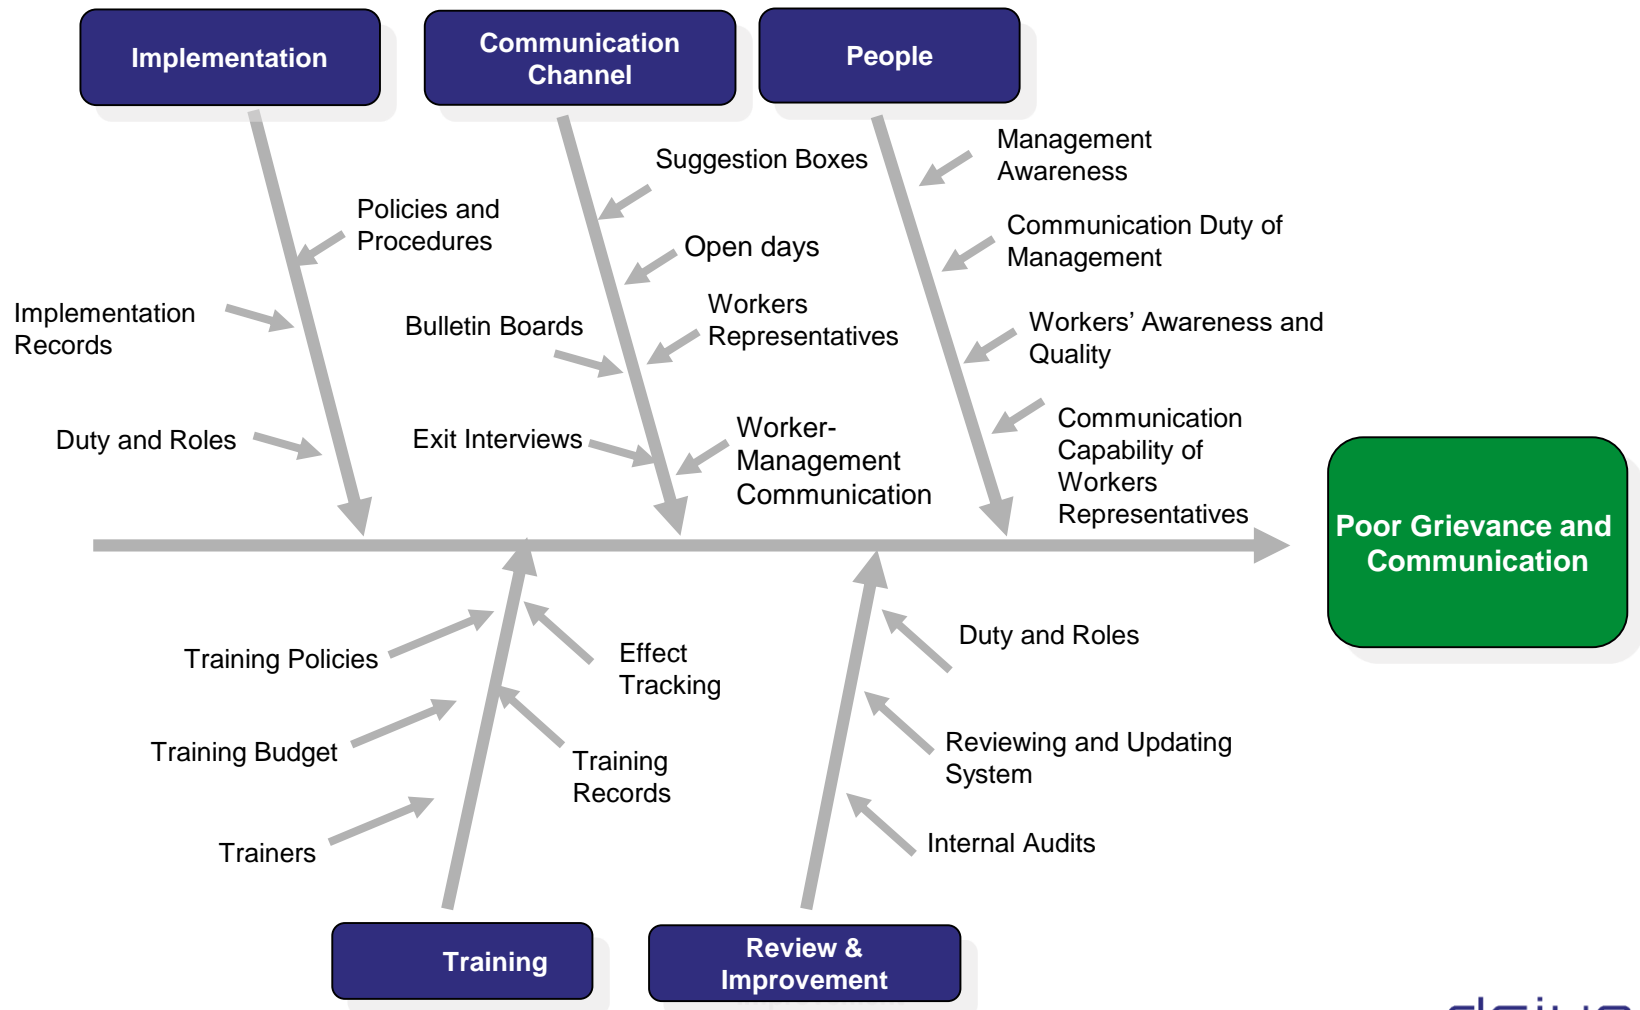 Implementation
Communication
Channel
People
Management
Awareness
Suggestion Boxes
Policies and
Procedures
Communication Duty of
Management
Open days
Implementation
Records
Bulletin Boards
Workers
Representatives
Workers’ Awareness and
Quality
Duty and Roles
Exit Interviews
Worker-
Management
Communication
Communication
Capability of
Workers
Representatives
Poor Grievance and
Communication
Training Policies
Effect
Tracking
Duty and Roles
Training Budget
Training
Records
Reviewing and Updating
System
Trainers
Internal Audits
Training
Review &
Improvement